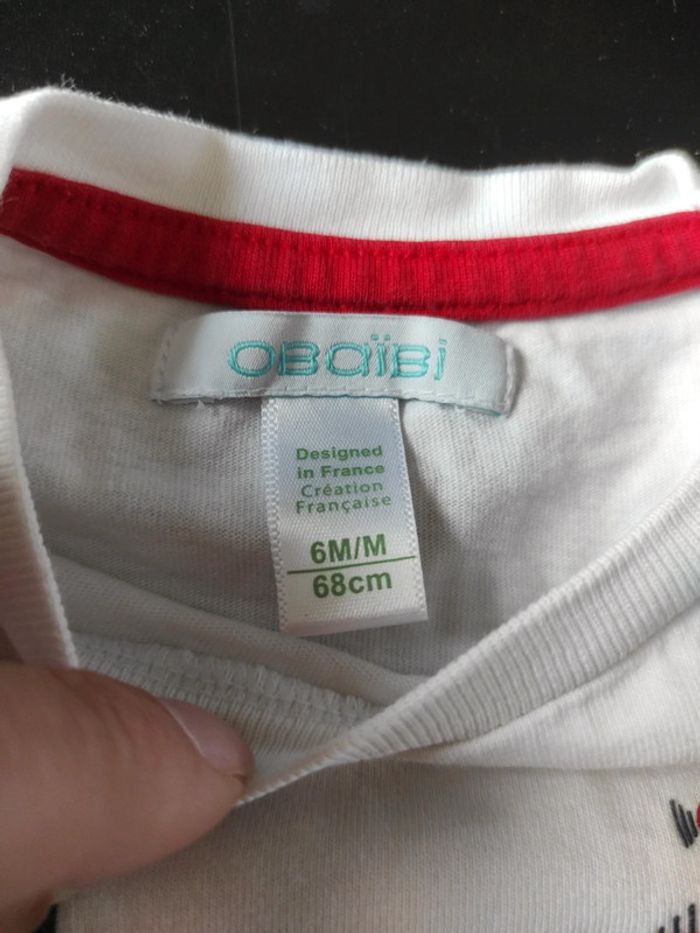 OBaïBi
Designed
in France
Création
Française
6M/M
68cm